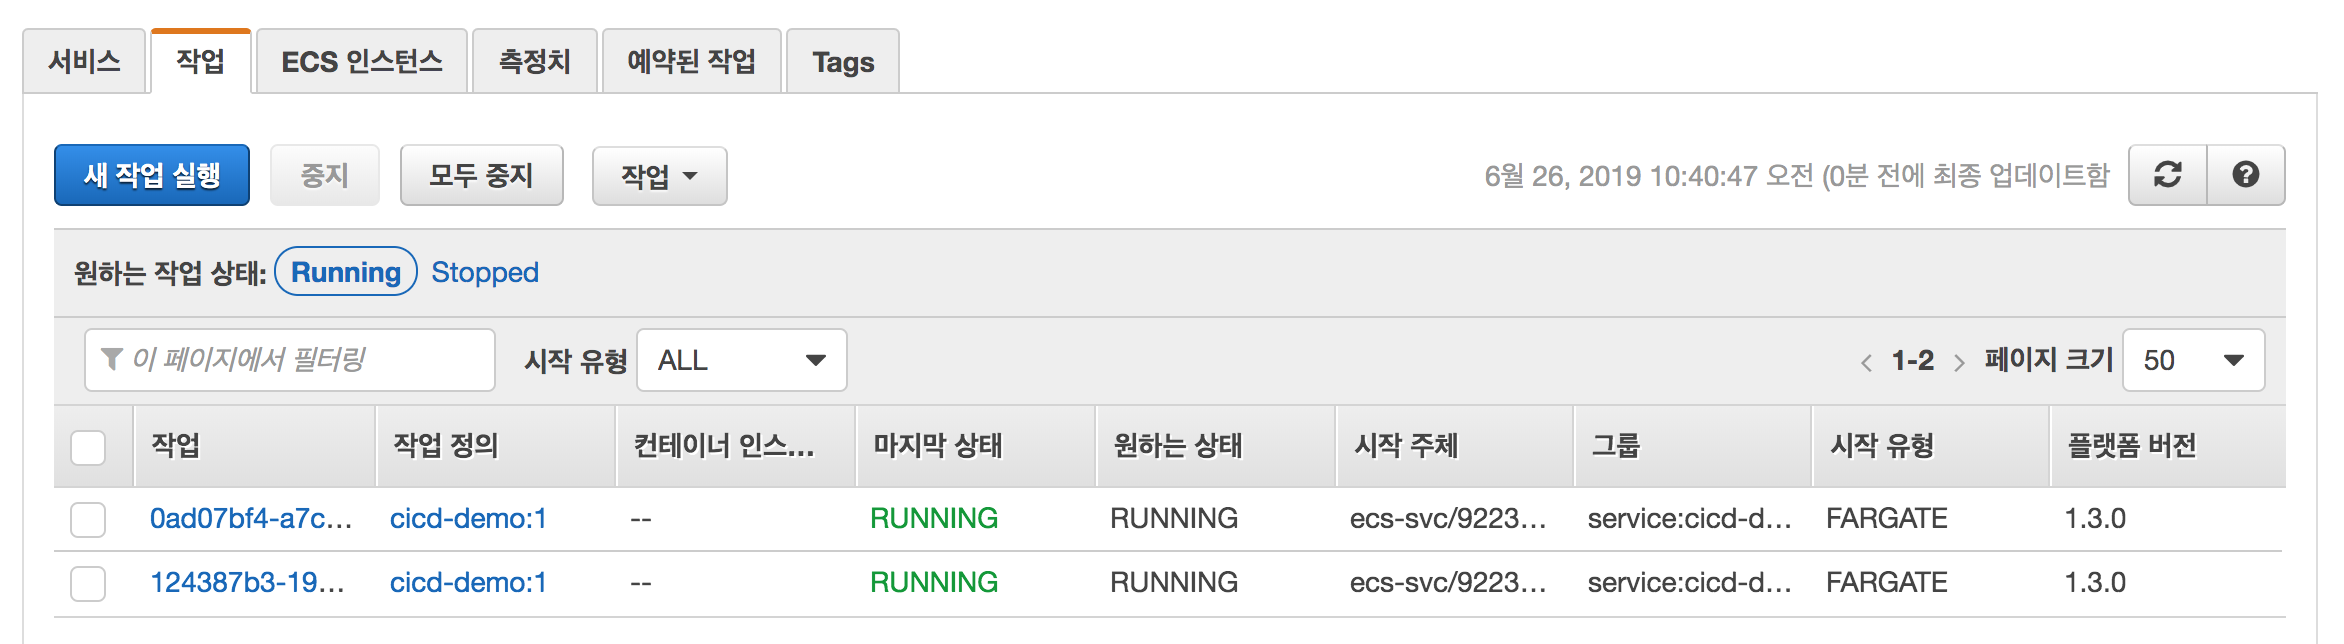 서비스 작업 ECS 인스턴스 측정치 예약된 작업 Tags
새 작업 실행 중지 모두 중지 작업 6월 26, 2019 10:40:47 오전 (0분 전에 최종 업데이트함
원하는 작업 상태: Running Stopped
이 페이지에서 필터링 시작 유형 ALL < 1-2 > 페이지 크기 50
작업 작업 정의 컨테이너 인스... 마지막 상태 원하는 상태 시작 주체 그룹 시작 유형 플랫폼 버전
0ad07bf4-a7c... cicd-demo:1 -- RUNNING RUNNING ecs-svc/9223... service:cicd-d... FARGATE 1.3.0
124387b3-19... cicd-demo:1 -- RUNNING RUNNING ecs-svc/9223... service:cicd-d... FARGATE 1.3.0